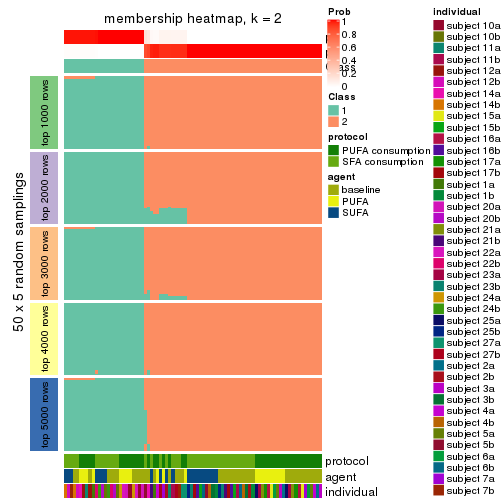 membership heatmap, k = 2
50 x 5 random samplings
top 1000 rows
top 2000 rows
top 3000 rows
top 4000 rows
top 5000 rows
p
p
Class
protocol
agent
individual
Prob
1
0.8
0.6
0.4
0.2
0
Class
1
2
protocol
PUFA consumption
SFA consumption
agent
baseline
PUFA
SUFA
individual
subject 10a
subject 10b
subject 11a
subject 11b
subject 12a
subject 12b
subject 14a
subject 14b
subject 15a
subject 15b
subject 16a
subject 16b
subject 17a
subject 17b
subject 1a
subject 1b
subject 20a
subject 20b
subject 21a
subject 21b
subject 22a
subject 22b
subject 23a
subject 23b
subject 24a
subject 24b
subject 25a
subject 25b
subject 27a
subject 27b
subject 2a
subject 2b
subject 3a
subject 3b
subject 4a
subject 4b
subject 5a
subject 5b
subject 6a
subject 6b
subject 7a
subject 7b